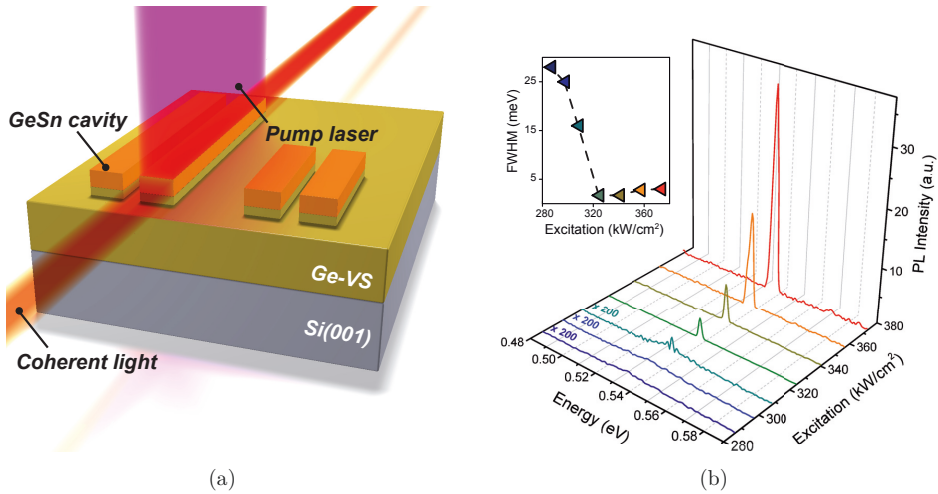 GeSn cavity
Pump laser
Ge-VS
Si(001)
Coherent light
(a)
FWHM (meV)
25
15
5
280 320 360
Excitation (kW/cm²)
x 200
x 200
x 200
0.48
0.50
0.52
0.54
0.56
0.58
Energy (eV)
280
300
320
340
360
380
Excitation (kW/cm²)
10
20
30
PL Intensity (a.u.)
(b)